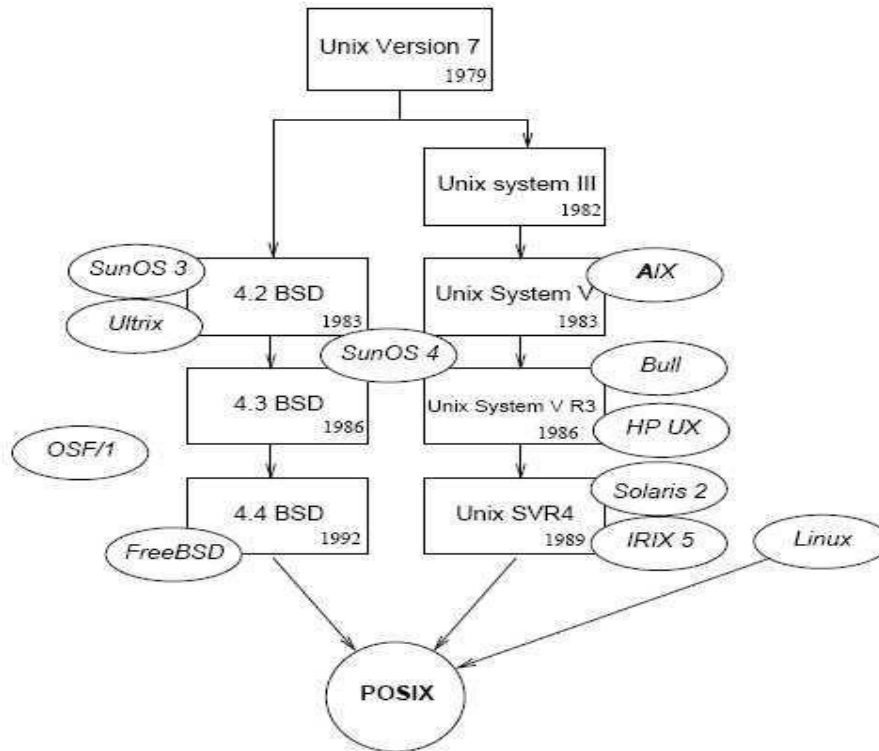 Unix Version 7
1979
Unix system III
1982
SunOS 3
Ultrix
4.2 BSD
1983
Unix System V
1983
AIX
SunOS 4
4.3 BSD
1986
Unix System V R3
1986
Bull
HP UX
OSF/1
4.4 BSD
1992
FreeBSD
Unix SVR4
1989
Solaris 2
IRIX 5
Linux
POSIX